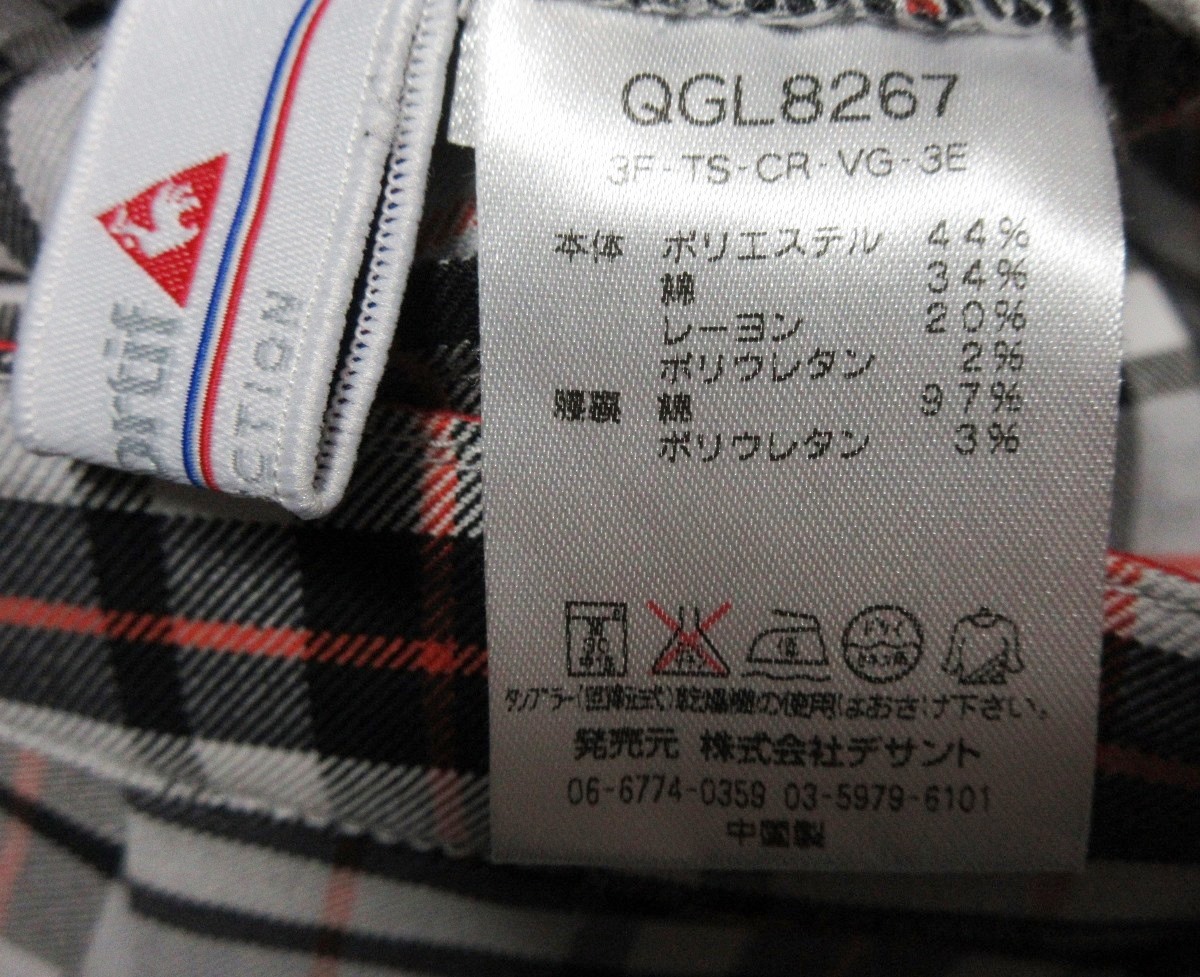 QGL8267
3F-TS-CR-VG-3E
本体 ポリエステル 44%
綿 34%
レーヨン 20%
ポリウレタン 2%
腰裏 綿 97%
ポリウレタン 3%
タンブラー(回転式)乾燥機の使用はおさけ下さい。
発売元 株式会社デサント
06-6774-0359 03-5979-6101
中国製